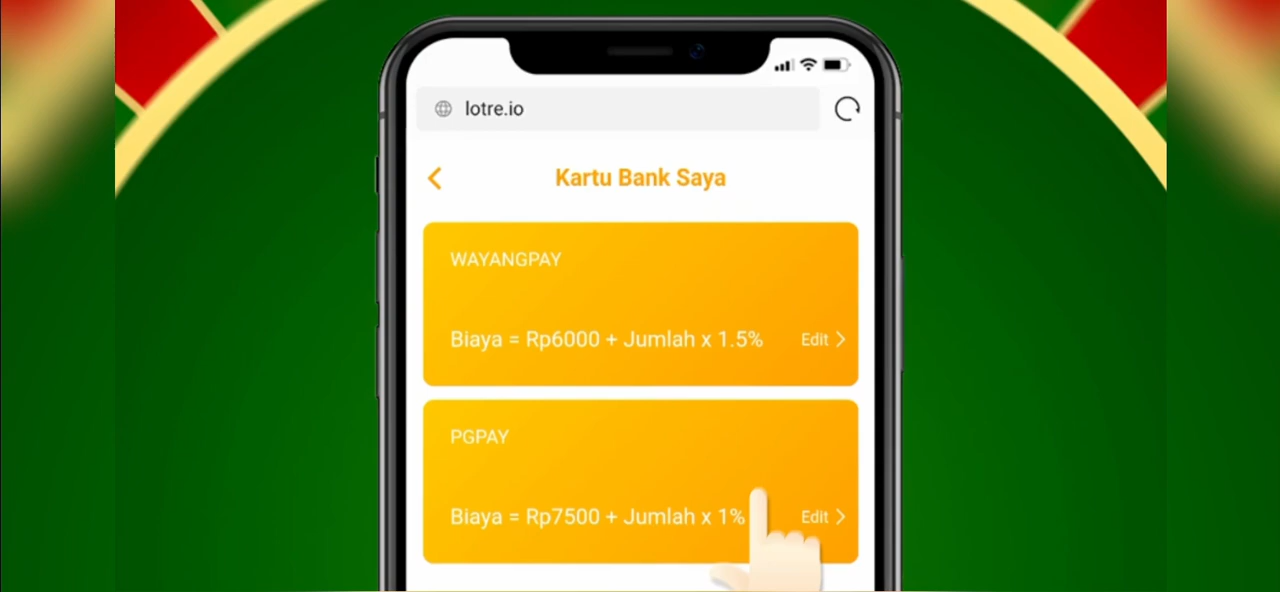 lotre.io
Kartu Bank Saya
WAYANGPAY
Biaya = Rp6000 + Jumlah x 1.5%
Edit
PGPAY
Biaya = Rp7500 + Jumlah x 1%
Edit